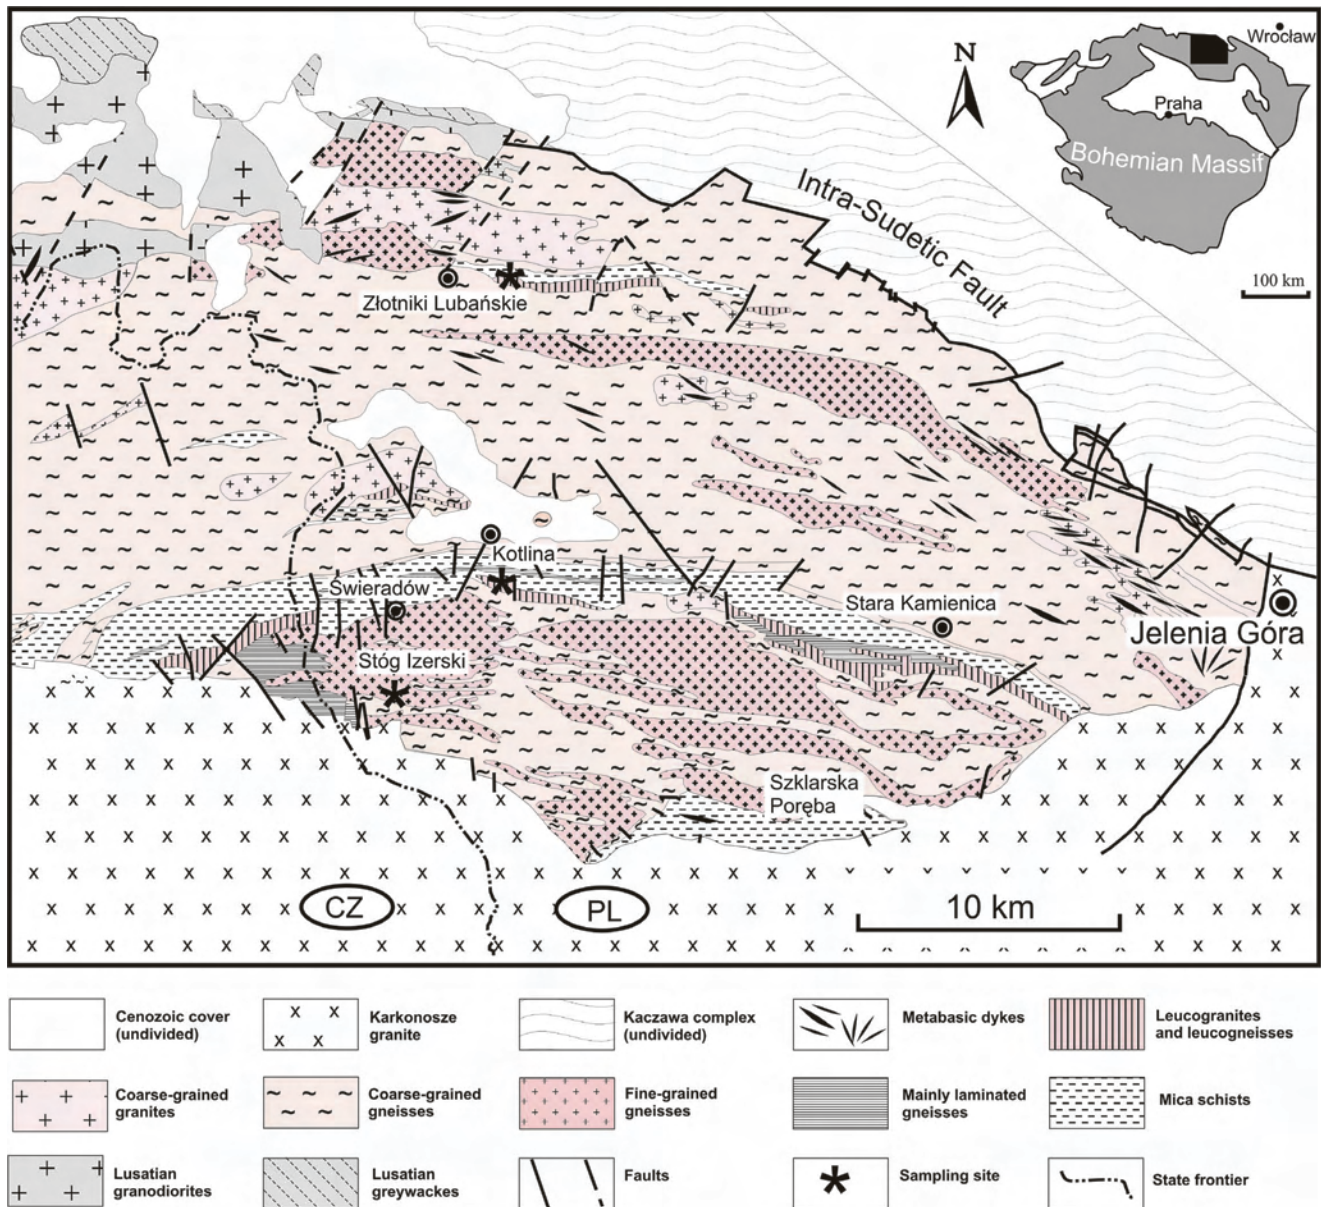 N
Wrocław
Praha
Bohemian Massif
100 km
Intra-Sudetic Fault
Złotniki Lubańskie
Kotlina
Świeradów
Stara Kamienica
Jelenia Góra
Stóg Izerski
Szklarska
Poręba
CZ
PL
10 km
Cenozoic cover
(undivided)
Karkonosze
granite
Kaczawa complex
(undivided)
Metabasic dykes
Leucogranites
and leucogneisses
Coarse-grained
granites
Coarse-grained
gneisses
Fine-grained
gneisses
Mainly laminated
gneisses
Mica schists
Lusatian
granodiorites
Lusatian
greywackes
Faults
Sampling site
State frontier